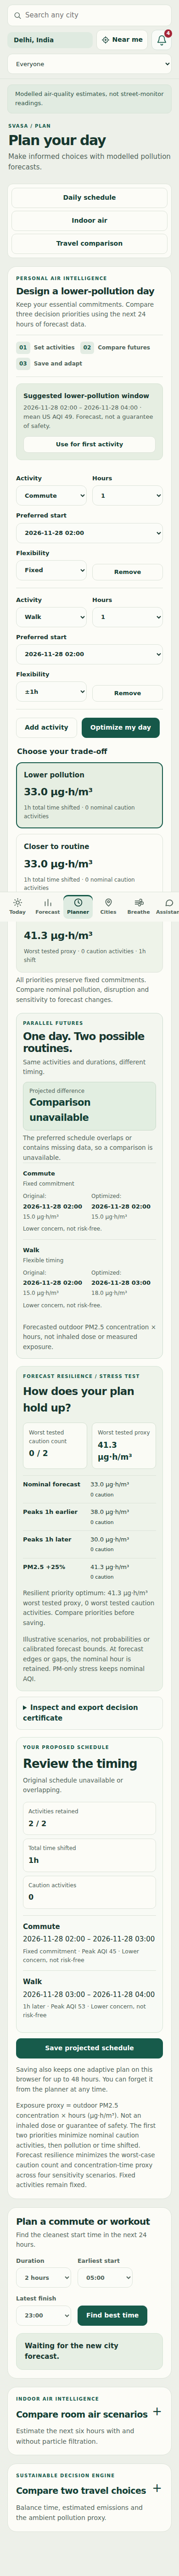 Search any city
Delhi, India
Near me
4
Everyone
Modelled air-quality estimates, not street-monitor
readings.
SVASA / PLAN
Plan your day
Make informed choices with modelled pollution
forecasts.
Daily schedule
Indoor air
Travel comparison
PERSONAL AIR INTELLIGENCE
Design a lower-pollution day
Keep your essential commitments. Compare
three decision priorities using the next 24
hours of forecast data.
01 Set activities 02 Compare futures
03 Save and adapt
Suggested lower-pollution window
2026-11-28 02:00 – 2026-11-28 04:00 ·
mean US AQI 49. Forecast, not a guarantee
of safety.
Use for first activity
Activity Hours
Commute 1
Preferred start
2026-11-28 02:00
Flexibility
Fixed Remove
Activity Hours
Walk 1
Preferred start
2026-11-28 02:00
Flexibility
±1h Remove
Add activity Optimize my day
Choose your trade-off
Lower pollution
33.0 µg·h/m³
1h total time shifted · 0 nominal caution
activities
Closer to routine
33.0 µg·h/m³
1h total time shifted · 0 nominal caution
activities
Today Forecast Planner Cities Breathe Assistan
41.3 µg·h/m³
Worst tested proxy · 0 caution activities · 1h
shift
All priorities preserve fixed commitments.
Compare nominal pollution, disruption and
sensitivity to forecast changes.
PARALLEL FUTURES
One day. Two possible
routines.
Same activities and durations, different
timing.
Projected difference
Comparison
unavailable
The preferred schedule overlaps or
contains missing data, so a comparison is
unavailable.
Commute
Fixed commitment
Original: Optimized:
2026-11-28 02:00 2026-11-28 02:00
15.0 µg·h/m³ 15.0 µg·h/m³
Lower concern, not risk-free.
Walk
Flexible timing
Original: Optimized:
2026-11-28 02:00 2026-11-28 03:00
15.0 µg·h/m³ 18.0 µg·h/m³
Lower concern, not risk-free.
Forecasted outdoor PM2.5 concentration ×
hours, not inhaled dose or measured
exposure.
FORECAST RESILIENCE / STRESS TEST
How does your plan
hold up?
Worst tested
caution count
0 / 2
Worst tested proxy
41.3
µg·h/m³
Nominal forecast 33.0 µg·h/m³
0 caution
Peaks 1h earlier 38.0 µg·h/m³
0 caution
Peaks 1h later 30.0 µg·h/m³
0 caution
PM2.5 +25% 41.3 µg·h/m³
0 caution
Resilient priority optimum: 41.3 µg·h/m³
worst tested proxy, 0 worst tested caution
activities. Compare priorities before
saving.
Illustrative scenarios, not probabilities or
calibrated forecast bounds. At forecast
edges or gaps, the nominal hour is
retained. PM-only stress keeps nominal
AQI.
Inspect and export decision
certificate
YOUR PROPOSED SCHEDULE
Review the timing
Original schedule unavailable or
overlapping.
Activities retained
2 / 2
Total time shifted
1h
Caution activities
0
Commute
2026-11-28 02:00 – 2026-11-28 03:00
Fixed commitment · Peak AQI 45 · Lower
concern, not risk-free
Walk
2026-11-28 03:00 – 2026-11-28 04:00
1h later · Peak AQI 53 · Lower concern, not
risk-free
Save projected schedule
Saving also keeps one adaptive plan on this
browser for up to 48 hours. You can forget it
from the planner at any time.
Exposure proxy = outdoor PM2.5
concentration × hours (µg·h/m³). Not an
inhaled dose or guarantee of safety. The
first two priorities minimize nominal caution
activities, then pollution or time shifted.
Forecast resilience minimizes the worst-case
caution count and concentration-time proxy
across four sensitivity scenarios. Fixed
activities remain fixed.
Plan a commute or workout
Find the cleanest start time in the next 24
hours.
Duration Earliest start
2 hours 05:00
Latest finish
23:00 Find best time
Waiting for the new city
forecast.
INDOOR AIR INTELLIGENCE
Compare room air scenarios
Estimate the next six hours with and
without particle filtration.
SUSTAINABLE DECISION ENGINE
Compare two travel choices
Balance time, estimated emissions and
the ambient pollution proxy.